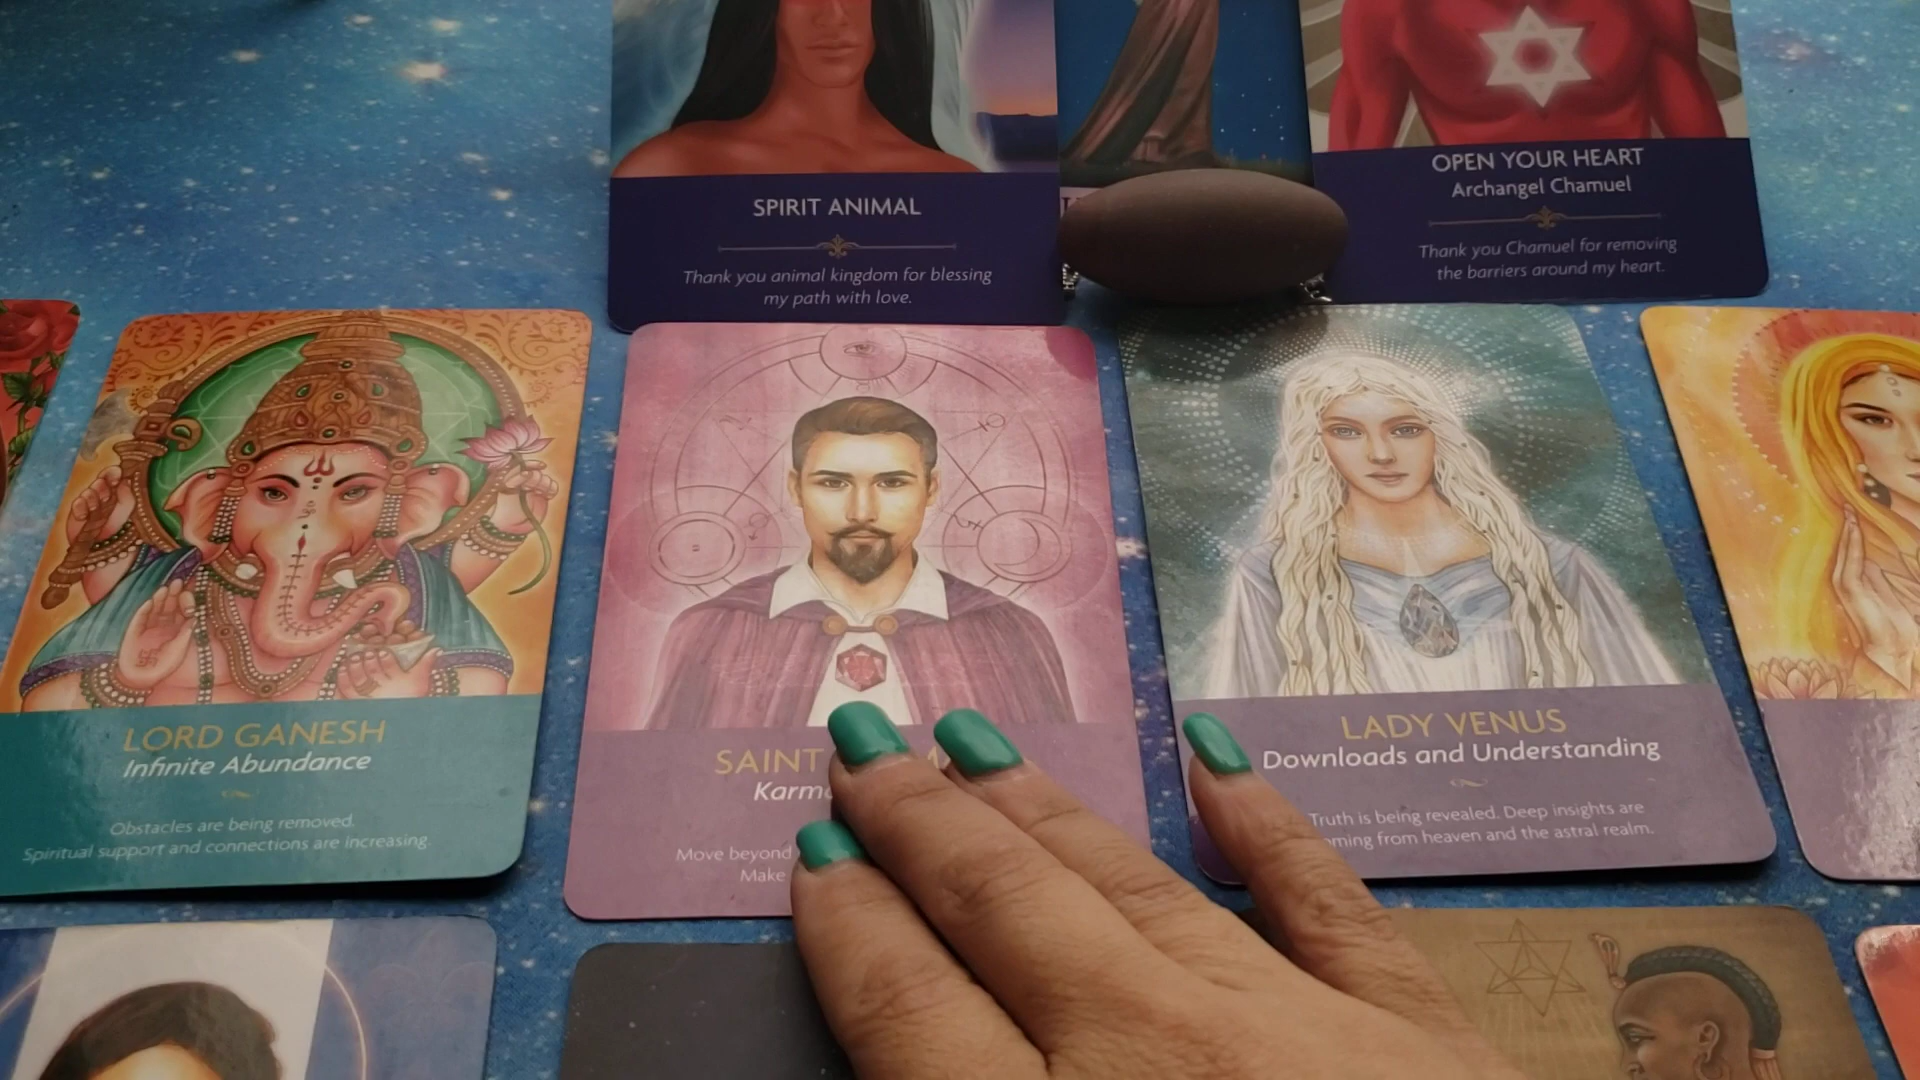 SPIRIT ANIMAL
Thank you animal kingdom for blessing
my path with love.
OPEN YOUR HEART
Archangel Chamuel
Thank you Chamuel for removing
the barriers around my heart.
LORD GANESH
Infinite Abundance
Obstacles are being removed.
Spiritual support and connections are increasing.
SAINT
Move beyond
Make
LADY VENUS
Downloads and Understanding
Truth is being revealed. Deep insights are
from heaven and the astral realm.